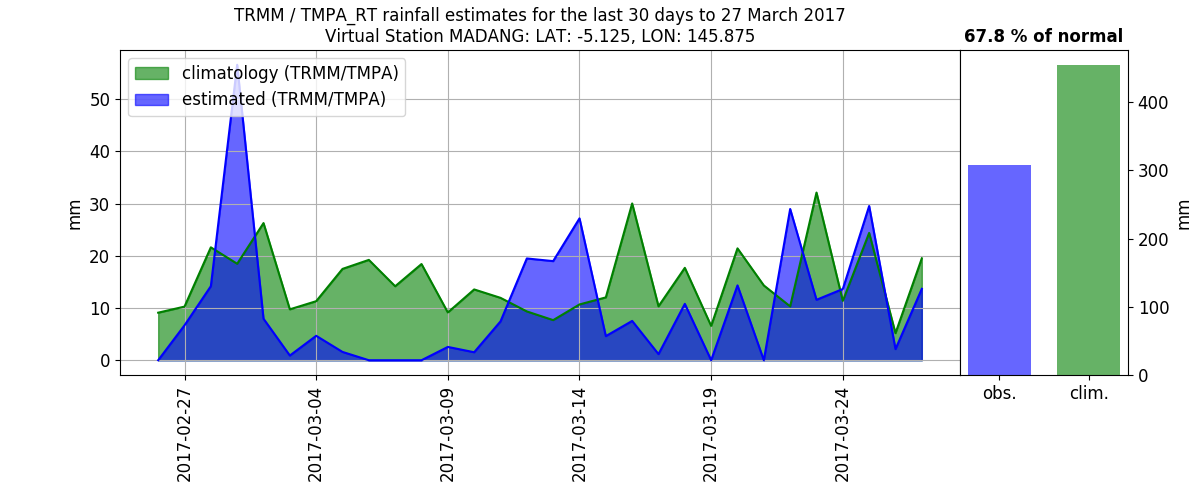 TRMM / TMPA_RT rainfall estimates for the last 30 days to 27 March 2017
Virtual Station MADANG: LAT: -5.125, LON: 145.875
67.8 % of normal
climatology (TRMM/TMPA)
estimated (TRMM/TMPA)
mm
50
40
30
20
10
0
2017-02-27
2017-03-04
2017-03-09
2017-03-14
2017-03-19
2017-03-24
400
300
200
100
0
mm
obs.
clim.